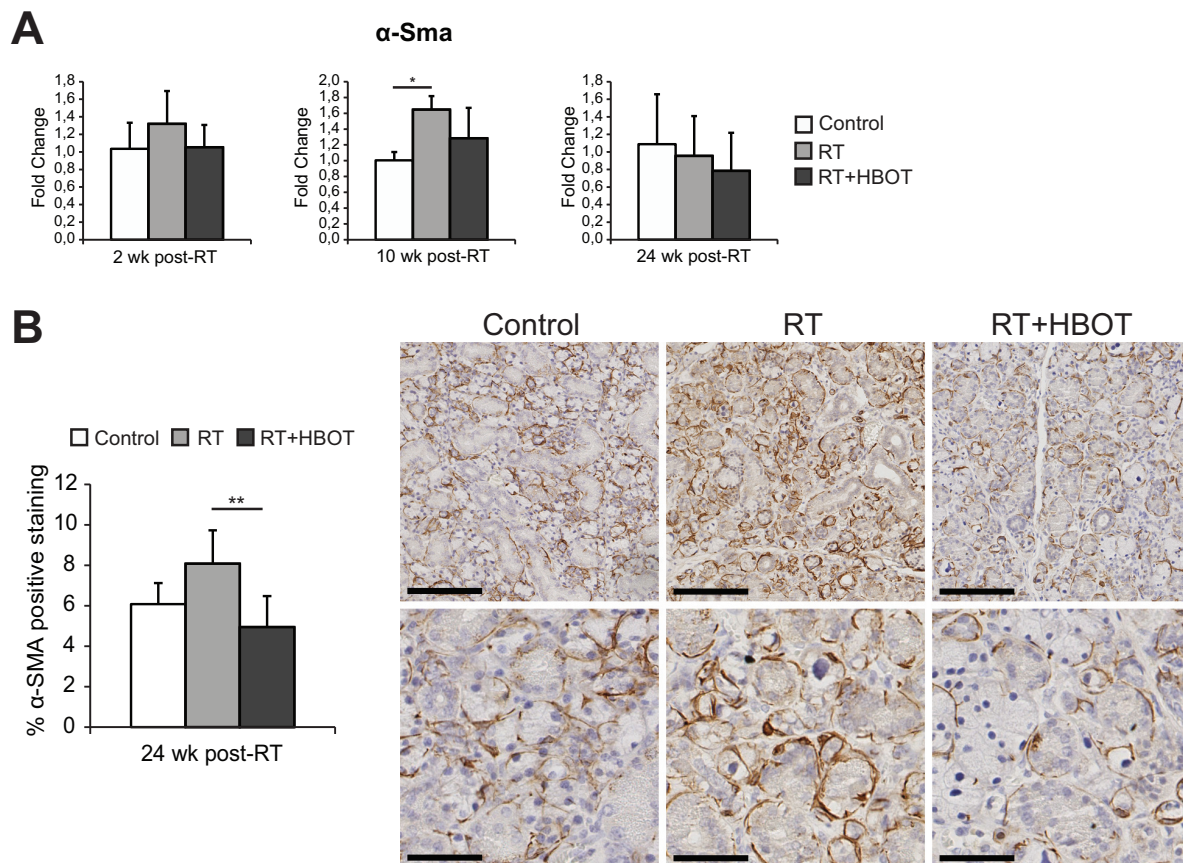 A
α-Sma
Fold Change
1,8
1,6
1,4
1,2
1,0
0,8
0,6
0,4
0,2
0,0
2 wk post-RT
Fold Change
2,0
1,8
1,6
1,4
1,2
1,0
0,8
0,6
0,4
0,2
0,0
*
10 wk post-RT
Fold Change
1,8
1,6
1,4
1,2
1,0
0,8
0,6
0,4
0,2
0,0
24 wk post-RT
Control
RT
RT+HBOT
B
Control RT RT+HBOT
% α-SMA positive staining
12
10
8
6
4
2
0
**
24 wk post-RT
Control RT RT+HBOT